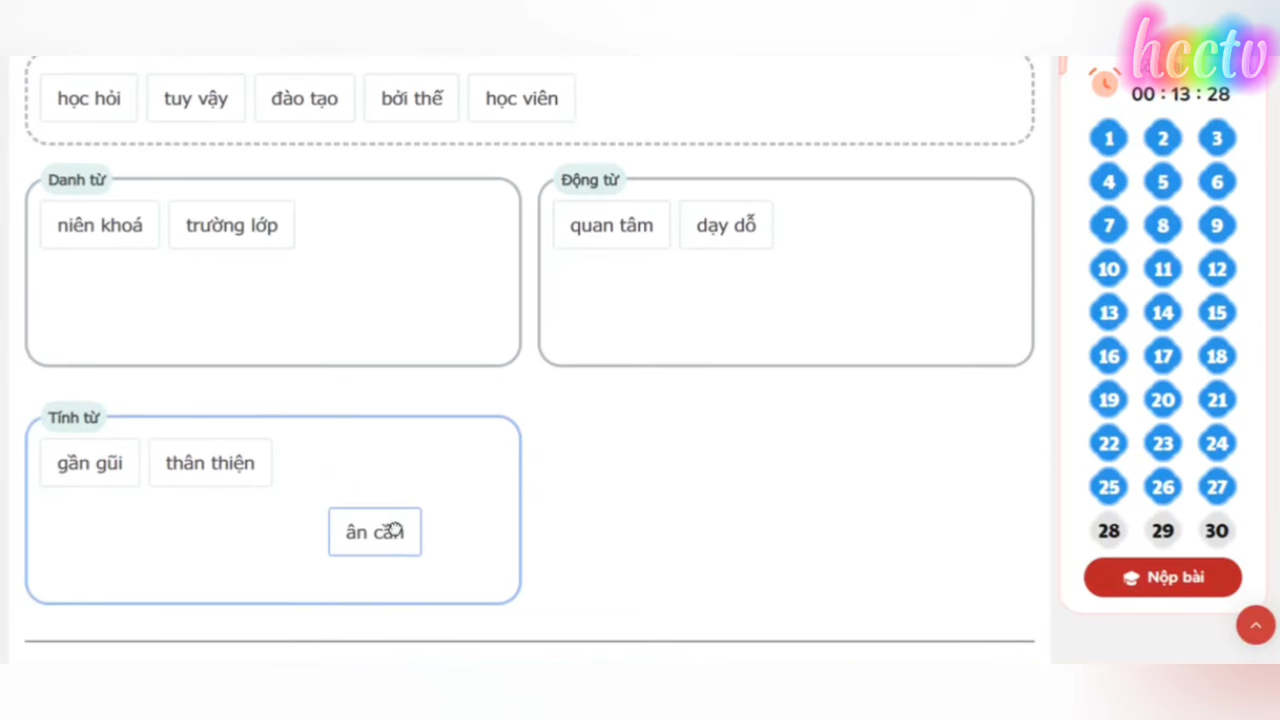 hcctv
00 : 13 : 28
học hỏi tuy vậy đào tạo bởi thế học viên
Danh từ
niên khoá trường lớp
Động từ
quan tâm dạy dỗ
Tính từ
gần gũi thân thiện
ân cần
1 2 3
4 5 6
7 8 9
10 11 12
13 14 15
16 17 18
19 20 21
22 23 24
25 26 27
28 29 30
Nộp bài